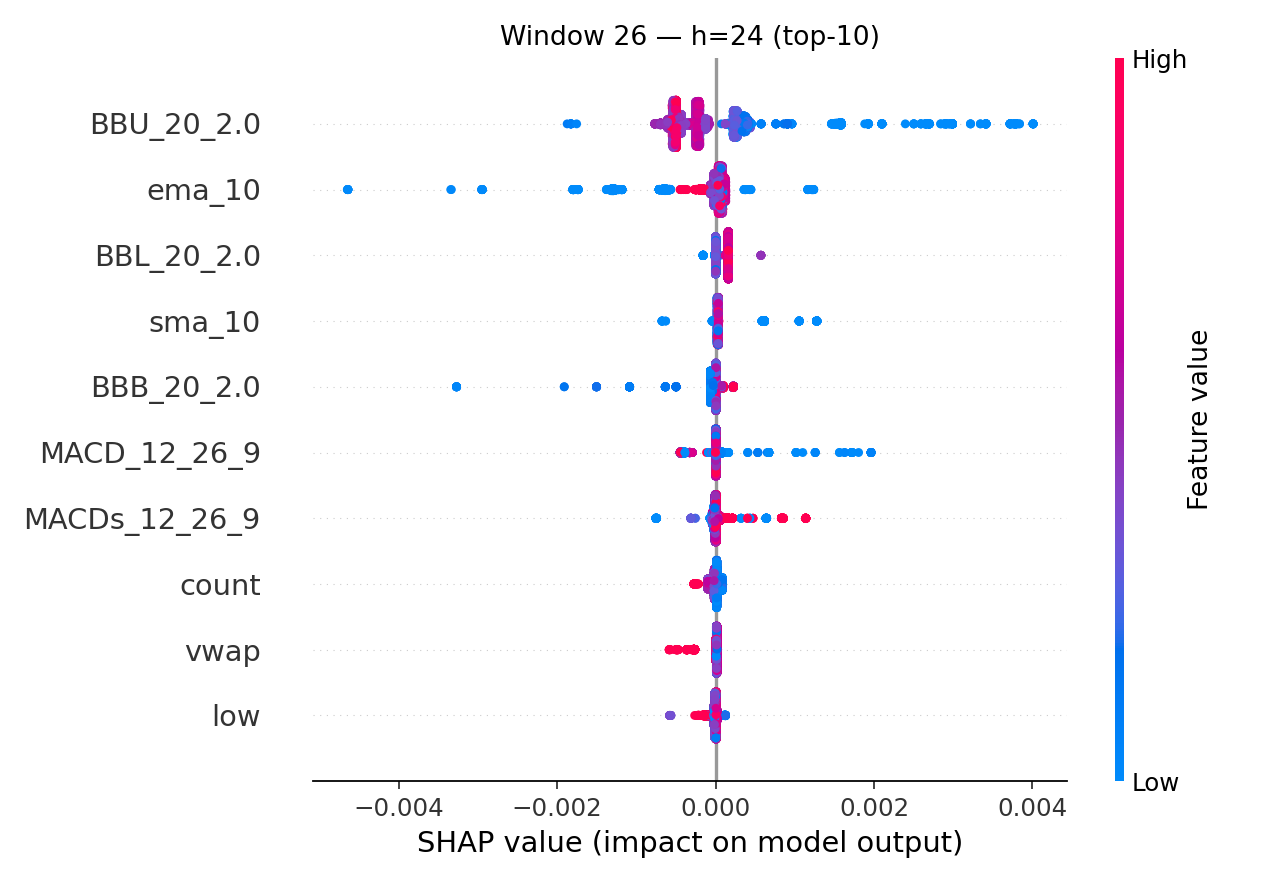 Window 26 — h=24 (top-10)
High
BBU_20_2.0
ema_10
BBL_20_2.0
sma_10
BBB_20_2.0
MACD_12_26_9
MACDs_12_26_9
count
vwap
low
Feature value
Low
−0.004 −0.002 0.000 0.002 0.004
SHAP value (impact on model output)